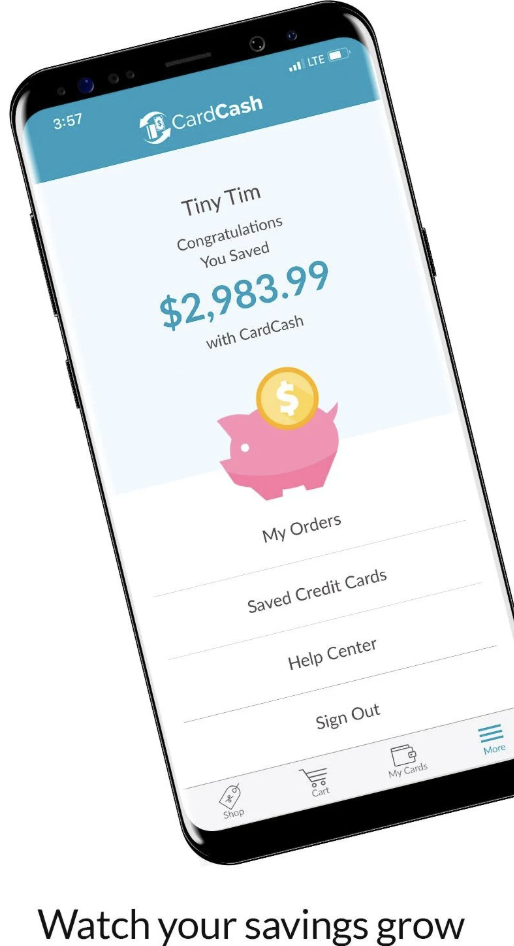 3:57
LTE
CardCash
Tiny Tim
Congratulations
You Saved
$2,983.99
with CardCash
$
My Orders
Saved Credit Cards
Help Center
Sign Out
Shop
Cart
My Cards
More
Watch your savings grow